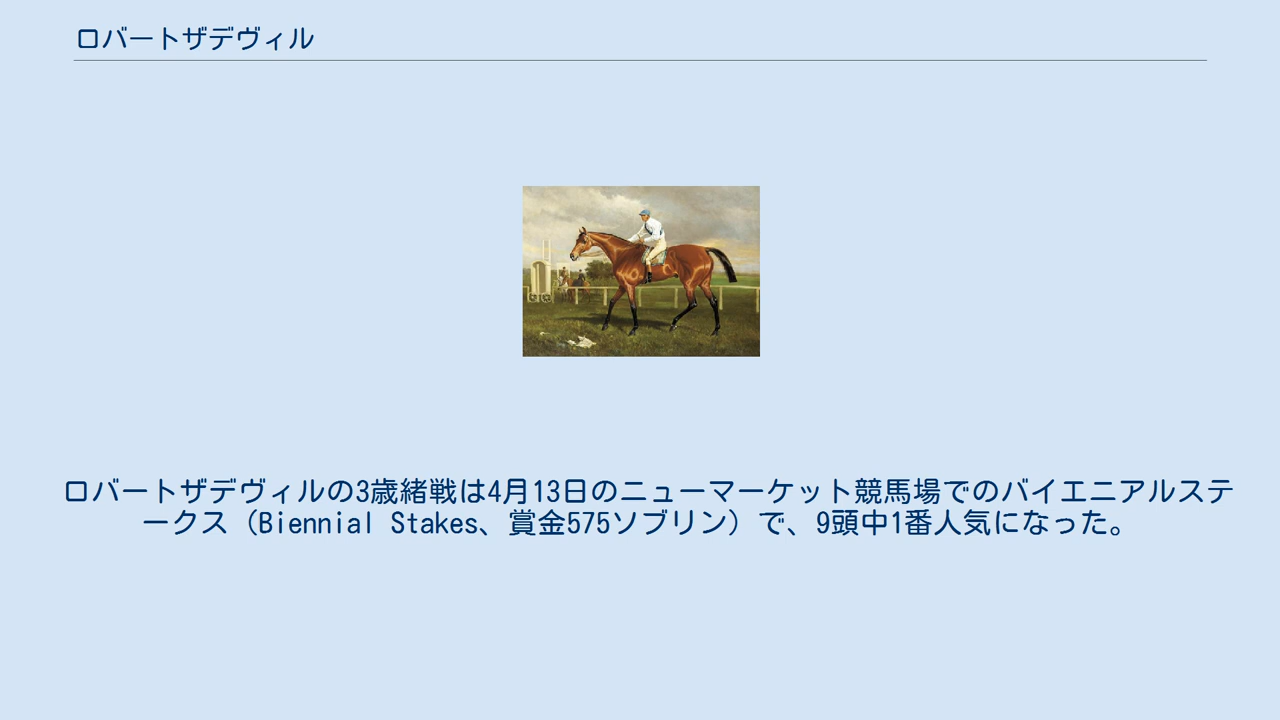 ロバートザデヴィル
ロバートザデヴィルの3歳緒戦は4月13日のニューマーケット競馬場でのバイエニアルステ
ークス（Biennial Stakes、賞金575ソブリン）で、9頭中1番人気になった。